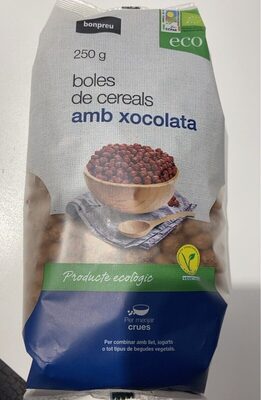 bonpreu
eco
250 g
boles
de cereals
amb xocolata
Producte ecològic
Per menjar
crues
Per combinar amb llet, iogurts
o tot tipus de begudes vegetals.